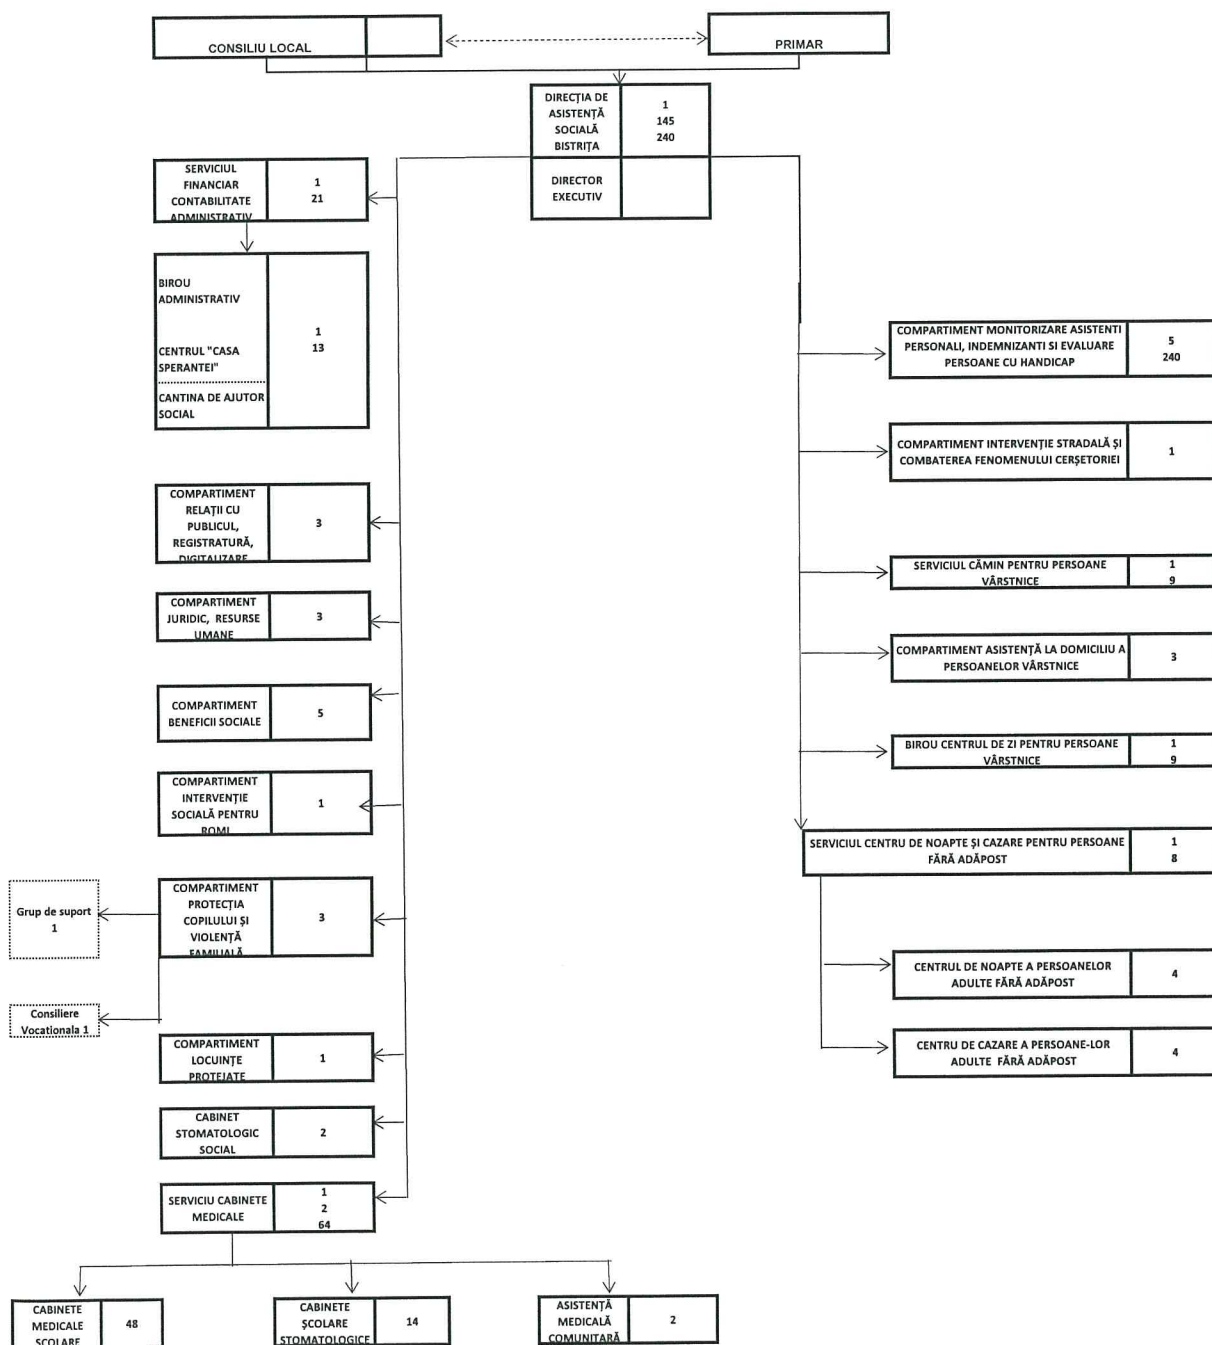 CONSILIU LOCAL
PRIMAR
DIRECȚIA DE
ASISTENȚĂ
SOCIALĂ
BISTRIȚA
1
145
240
DIRECTOR
EXECUTIV
SERVICIUL
FINANCIAR
CONTABILITATE
ADMINISTRATIV
1
21
BIROU
ADMINISTRATIV
CENTRUL "CASA
SPERANTEI"
CANTINA DE AJUTOR
SOCIAL
1
13
COMPARTIMENT
RELAȚII CU
PUBLICUL,
REGISTRATURĂ,
DIGITALIZARE
3
COMPARTIMENT
JURIDIC, RESURSE
UMANE
3
COMPARTIMENT
BENEFICII SOCIALE
5
COMPARTIMENT
INTERVENȚIE
SOCIALĂ PENTRU
ROMI
1
COMPARTIMENT
PROTECȚIA
COPILULUI ȘI
VIOLENȚĂ
FAMILIALĂ
3
Grup de suport
1
Consiliere
Vocationala 1
COMPARTIMENT
LOCUINȚE
PROTEJATE
1
CABINET
STOMATOLOGIC
SOCIAL
2
SERVICIU CABINETE
MEDICALE
1
2
64
CABINETE
MEDICALE
ȘCOLARE
48
CABINETE
ȘCOLARE
STOMATOLOGICE
14
ASISTENȚĂ
MEDICALĂ
COMUNITARĂ
2
COMPARTIMENT MONITORIZARE ASISTENTI
PERSONALI, INDEMNIZANTI SI EVALUARE
PERSOANE CU HANDICAP
5
240
COMPARTIMENT INTERVENȚIE STRADALĂ ȘI
COMBATEREA FENOMENULUI CERȘETORIEI
1
SERVICIUL CĂMIN PENTRU PERSOANE
VÂRSTNICE
1
9
COMPARTIMENT ASISTENȚĂ LA DOMICILIU A
PERSOANELOR VÂRSTNICE
3
BIROU CENTRUL DE ZI PENTRU PERSOANE
VÂRSTNICE
1
9
SERVICIUL CENTRU DE NOAPTE ȘI CAZARE PENTRU PERSOANE
FĂRĂ ADĂPOST
1
8
CENTRUL DE NOAPTE A PERSOANELOR
ADULTE FĂRĂ ADĂPOST
4
CENTRU DE CAZARE A PERSOANE-LOR
ADULTE FĂRĂ ADĂPOST
4